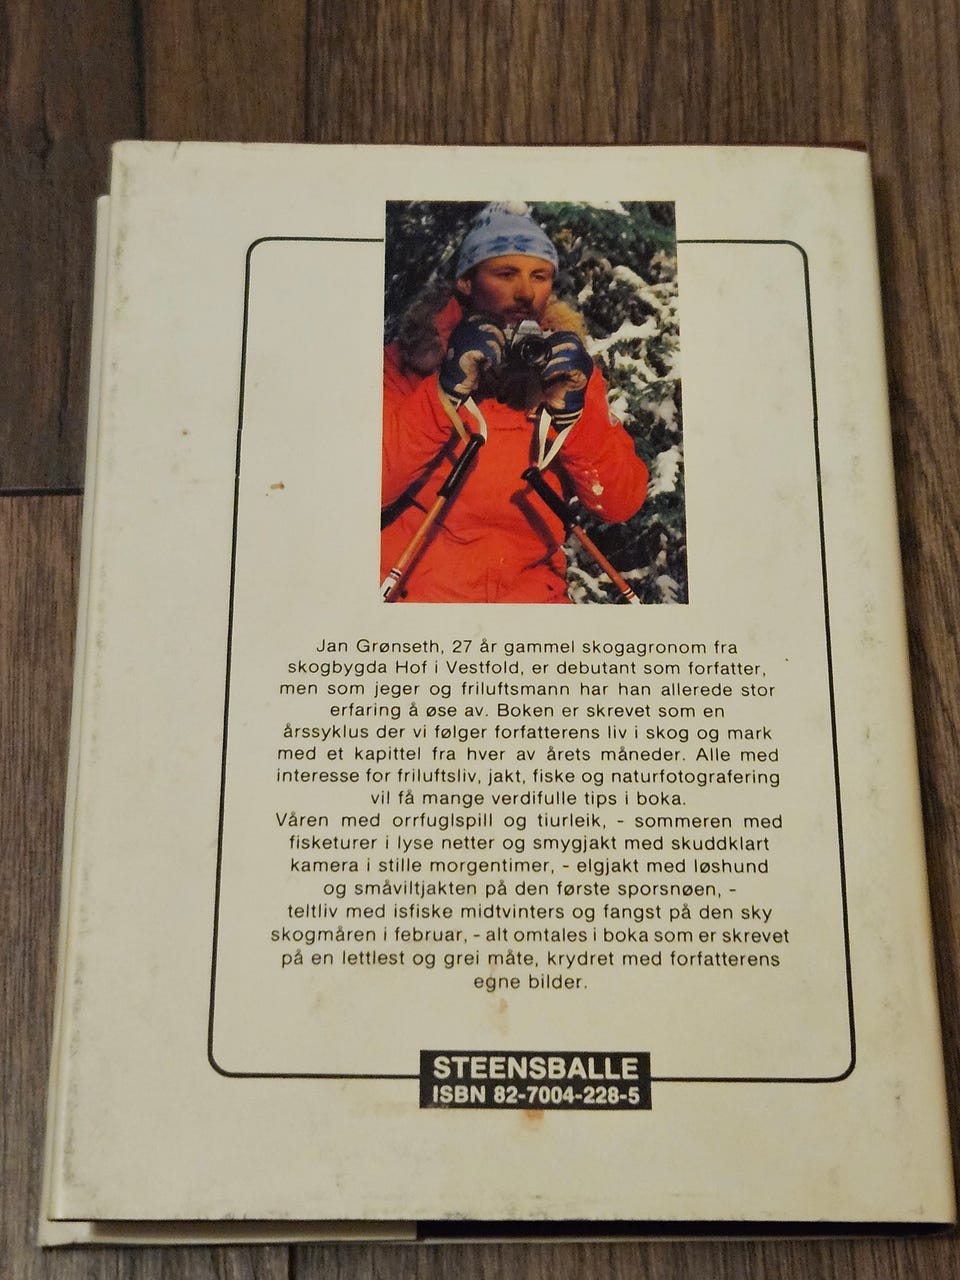 Jan Grønseth, 27 år gammel skogagronom fra
skogbygda Hof i Vestfold, er debutant som forfatter,
men som jeger og friluftsmann har han allerede stor
erfaring å øse av. Boken er skrevet som en
årssyklus der vi følger forfatterens liv i skog og mark
med et kapittel fra hver av årets måneder. Alle med
interesse for friluftsliv, jakt, fiske og naturfotografering
vil få mange verdifulle tips i boka.
Våren med orrfuglspill og tiurleik, - sommeren med
fisketurer i lyse netter og smygjakt med skuddklart
kamera i stille morgentimer, - elgjakt med løshund
og småviltjakten på den første sporsnøen, -
teltliv med isfiske midtvinters og fangst på den sky
skogmåren i februar, - alt omtales i boka som er skrevet
på en lettlest og grei måte, krydret med forfatterens
egne bilder.
STEENSBALLE
ISBN 82-7004-228-5